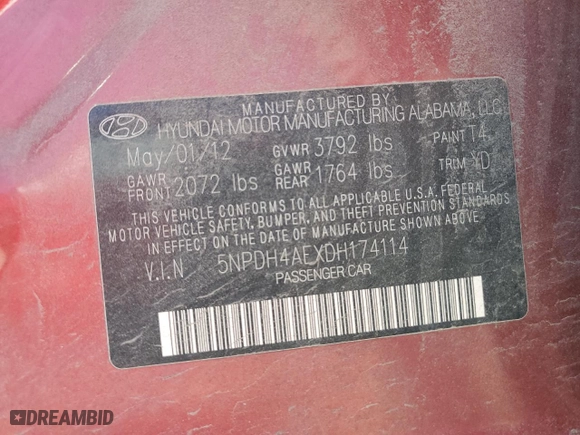 MANUFACTURED BY
HYUNDAI MOTOR MANUFACTURING ALABAMA, LLC
May/01/12 GVWR 3792 lbs PAINT T4
GAWR FRONT 2072 lbs GAWR REAR 1764 lbs TRIM YD
THIS VEHICLE CONFORMS TO ALL APPLICABLE U.S.A. FEDERAL
MOTOR VEHICLE SAFETY, BUMPER, AND THEFT PREVENTION STANDARDS
IN EFFECT ON THE DATE OF MANUFACTURE SHOWN ABOVE.
V.I.N 5NPDH4AEXDH174114
PASSENGER CAR
DREAMBID